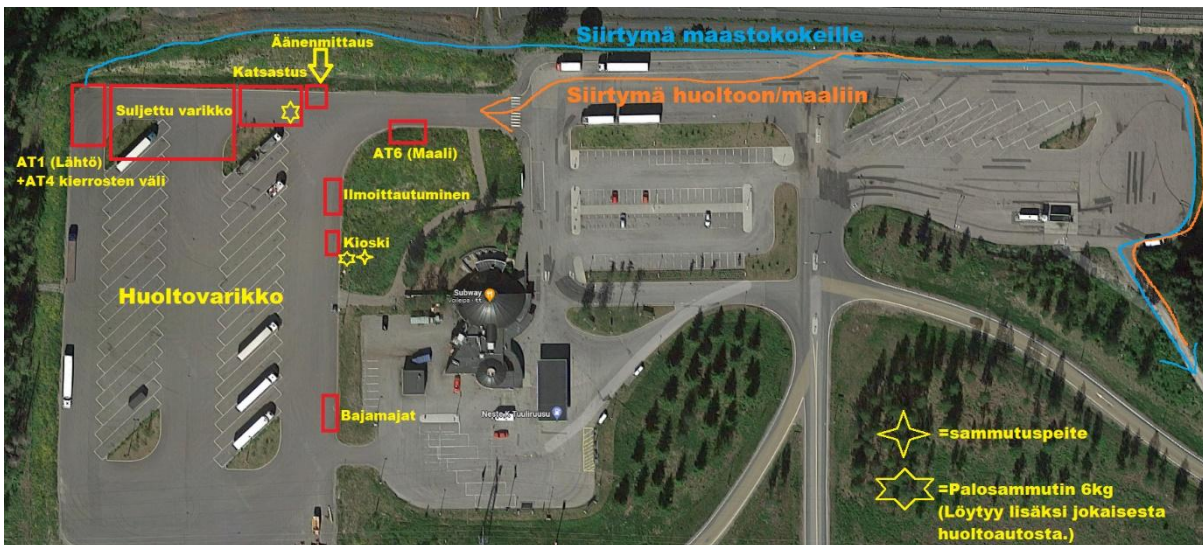 Siirtymä maastokokeille
Äänenmittaus
Katsastus
Siirtymä huoltoon/maaliin
Suljettu varikko
AT6 (Maali)
AT1 (Lähtö)
+AT4 kierrosten väli
Ilmoittautuminen
Kioski
Huoltovarikko
Subway
Bajamajat
Neste K Tuuliruusu
=sammutuspeite
=Palosammutin 6kg
(Löytyy lisäksi jokaisesta
huoltoautosta.)